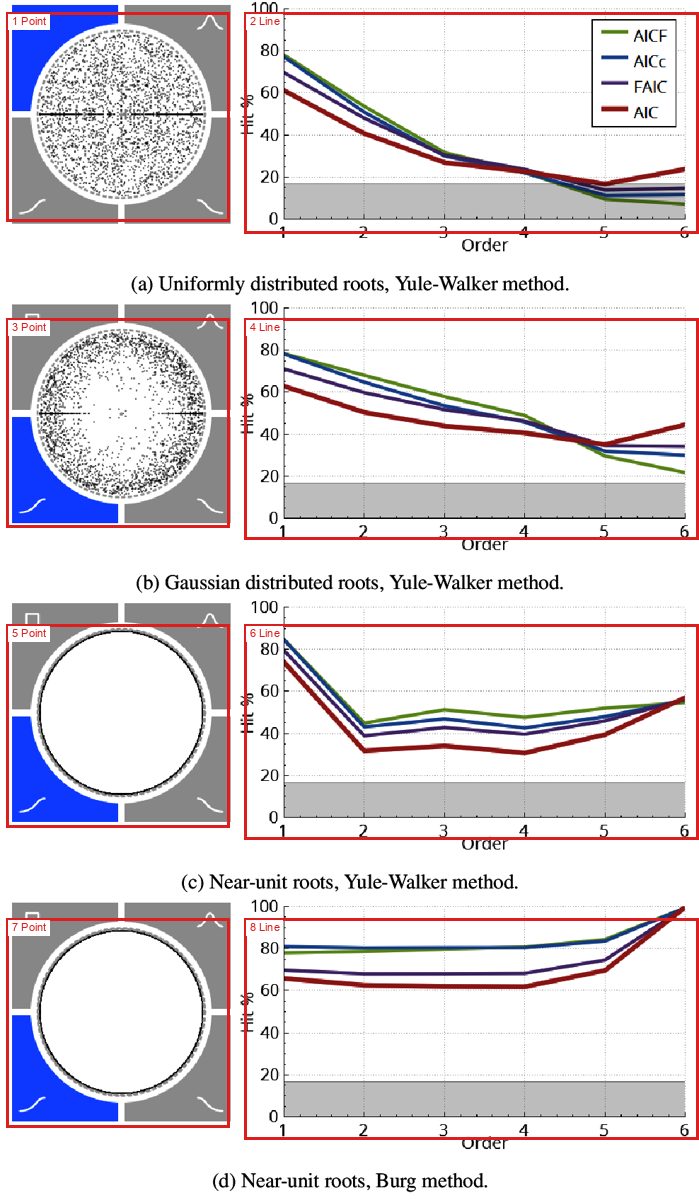 1 Point
2 Line
100
80
60
40
20
0
Hit %
AICF
AICc
FAIC
AIC
1 2 3 4 5 6
Order
(a) Uniformly distributed roots, Yule-Walker method.
3 Point
4 Line
100
80
60
40
20
0
Hit %
1 2 3 4 5 6
Order
(b) Gaussian distributed roots, Yule-Walker method.
5 Point
6 Line
100
80
60
40
20
0
Hit %
1 2 3 4 5 6
Order
(c) Near-unit roots, Yule-Walker method.
7 Point
8 Line
100
80
60
40
20
0
Hit %
1 2 3 4 5 6
Order
(d) Near-unit roots, Burg method.